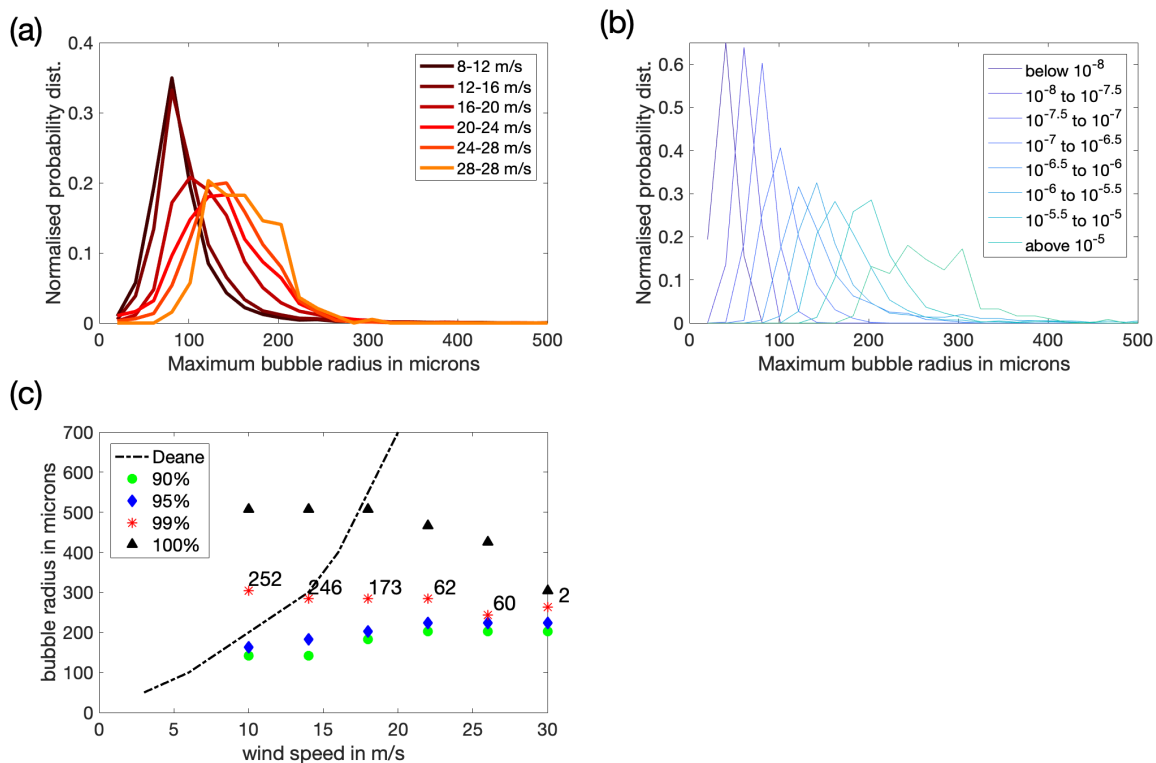 (a)
0.4
0.3
0.2
0.1
0
Normalised probability dist.
8-12 m/s
12-16 m/s
16-20 m/s
20-24 m/s
24-28 m/s
28-28 m/s
0 100 200 300 400 500
Maximum bubble radius in microns
(b)
0.6
0.5
0.4
0.3
0.2
0.1
0
Normalised probability dist.
below 10^-8
10^-8 to 10^-7.5
10^-7.5 to 10^-7
10^-7 to 10^-6.5
10^-6.5 to 10^-6
10^-6 to 10^-5.5
10^-5.5 to 10^-5
above 10^-5
0 100 200 300 400 500
Maximum bubble radius in microns
(c)
700
600
500
400
300
200
100
0
bubble radius in microns
Deane
90%
95%
99%
100%
252 246 173 62 60 2
0 5 10 15 20 25 30
wind speed in m/s